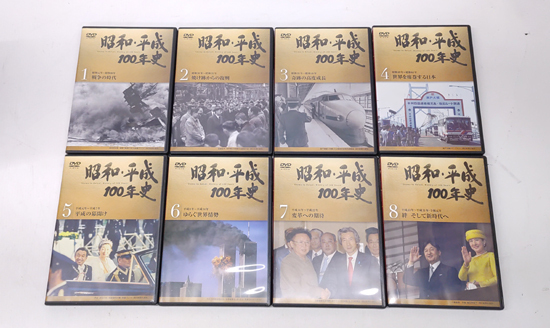 DVD
昭和・平成
100年史
1
戦争の時代
DVD
昭和・平成
100年史
2
焼け跡からの復興
DVD
昭和・平成
100年史
3
奇跡の高度成長
DVD
昭和・平成
100年史
4
世界を席巻する日本
DVD
昭和・平成
100年史
5
平成の幕開け
DVD
昭和・平成
100年史
6
ゆらぐ世界情勢
DVD
昭和・平成
100年史
7
変革への期待
DVD
昭和・平成
100年史
8
絆 そして新時代へ